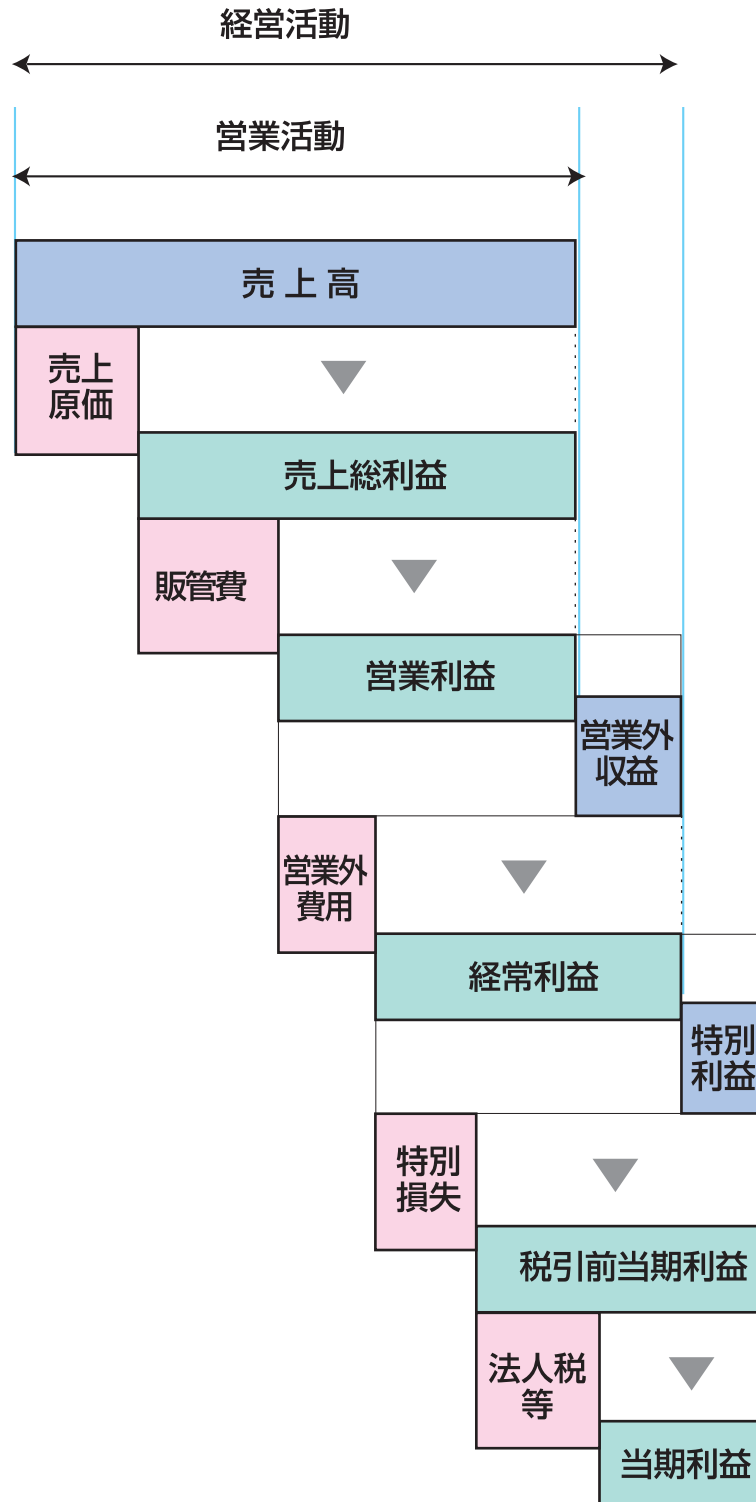 経営活動
営業活動
売上高
売上
原価
売上総利益
販管費
営業利益
営業外
収益
営業外
費用
経常利益
特別
利益
特別
損失
税引前当期利益
法人税
等
当期利益